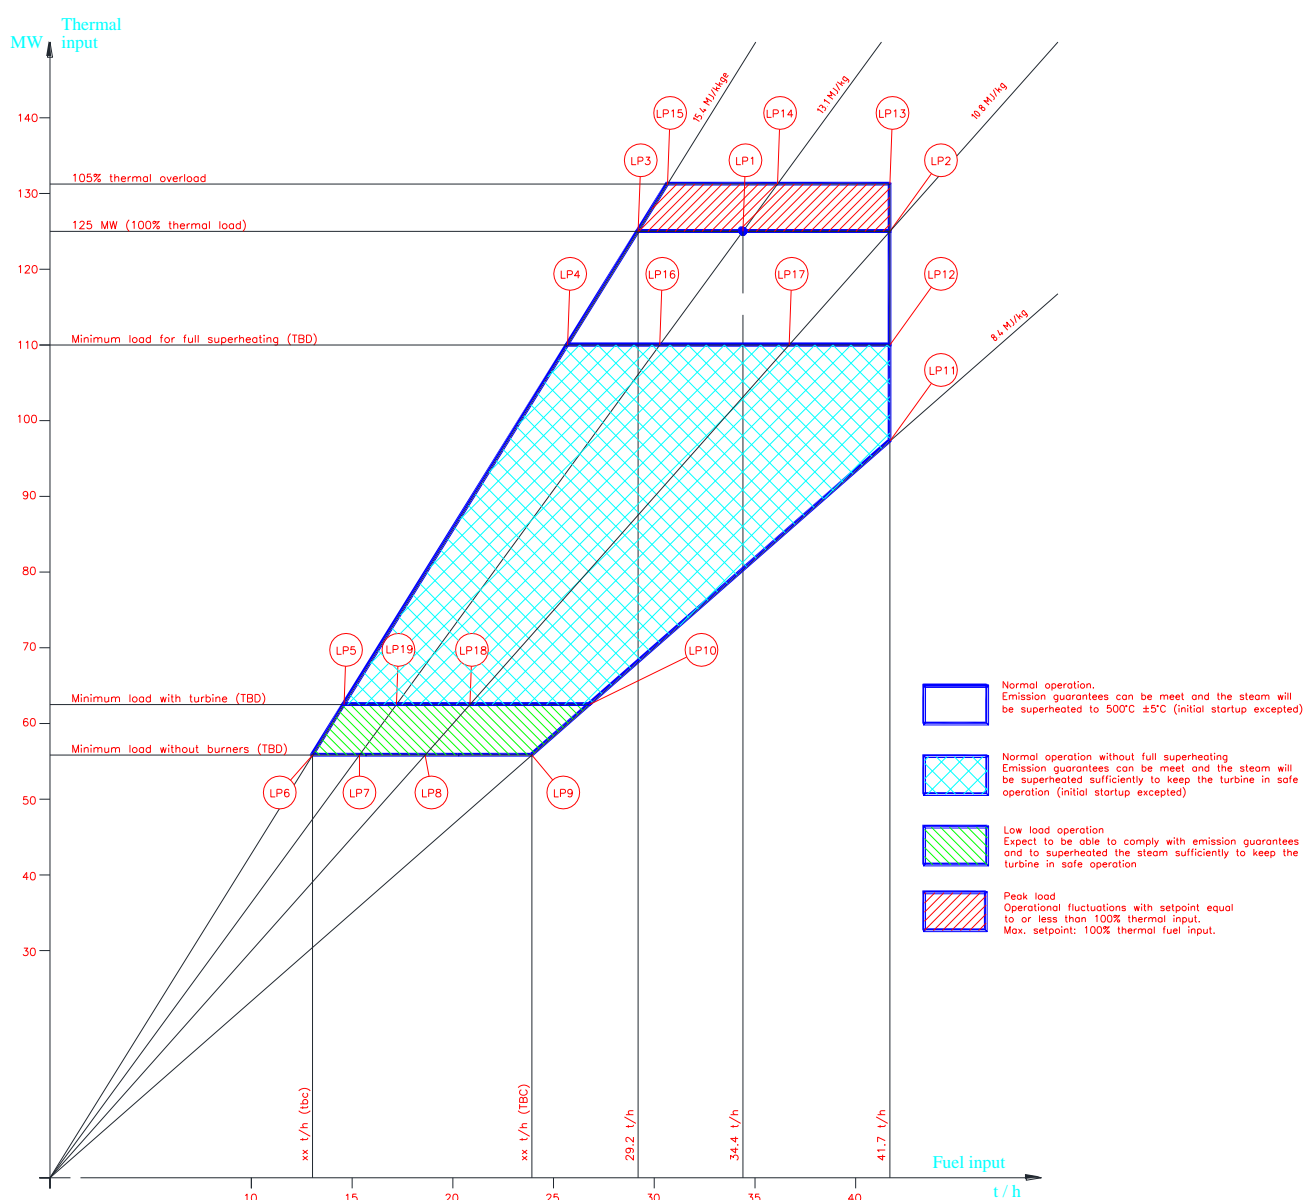 Thermal
MW input
15 4 MJ/kkge
13 1 MJ/kg
10 8 MJ/kg
140
LP15
LP14
LP13
LP3
LP1
LP2
105% thermal overload
130
125 MW (100% thermal load)
120
LP4
LP16
LP17
LP12
8 4 MJ/kg
Minimum load for full superheating (TBD)
110
LP11
100
90
80
70
LP5
LP19
LP18
LP10
Minimum load with turbine (TBD)
60
Minimum load without burners (TBD)
50
LP6
LP7
LP8
LP9
40
30
Normal operation.
Emission guarantees can be meet and the steam will
be superheated to 500°C ±5°C (initial startup excepted)
Normal operation without full superheating
Emission guarantees can be meet and the steam will
be superheated sufficiently to keep the turbine in safe
operation (initial startup excepted)
Low load operation
Expect to be able to comply with emission guarantees
and to superheated the steam sufficiently to keep the
turbine in safe operation
Peak load
Operational fluctuations with setpoint equal
to or less than 100% thermal input.
Max. setpoint: 100% thermal fuel input.
xx t/h (tbc)
xx t/h (TBC)
29.2 t/h
34.4 t/h
41.7 t/h
Fuel input
t / h
10
15
20
25
30
35
40